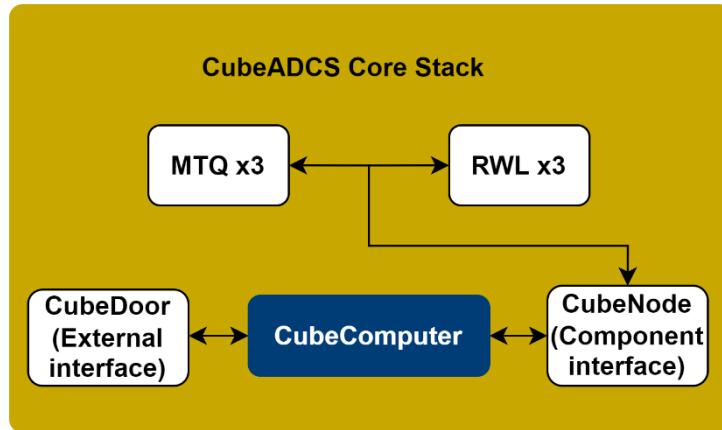 CubeADCS Core Stack
MTQ x3
RWL x3
CubeDoor
(External
interface)
CubeComputer
CubeNode
(Component
interface)